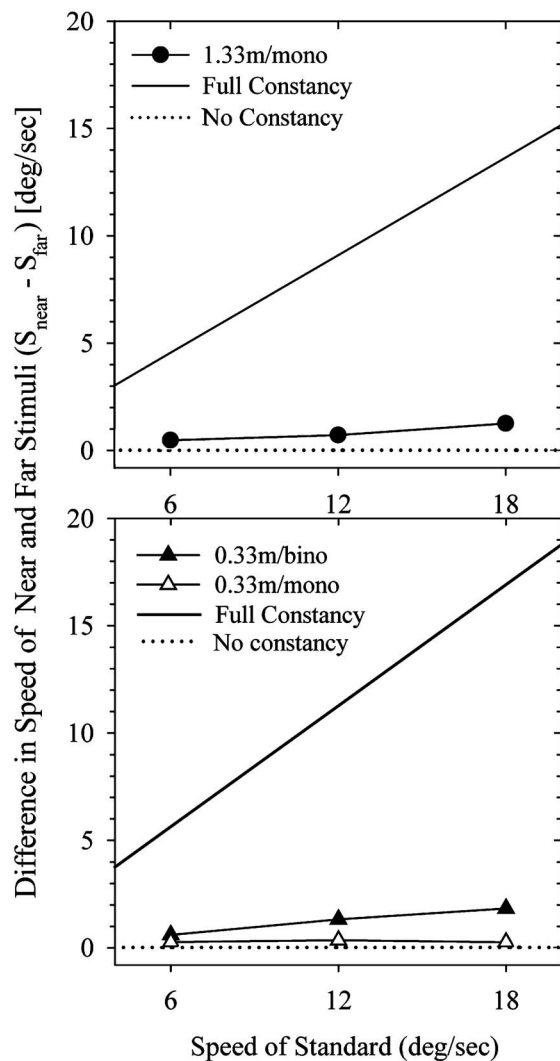 Difference in Speed of Near and Far Stimuli (S_near - S_far) [deg/sec]
20
15
10
5
0
1.33m/mono
Full Constancy
No Constancy
6 12 18
20
15
10
5
0
0.33m/bino
0.33m/mono
Full Constancy
No constancy
6 12 18
Speed of Standard (deg/sec)